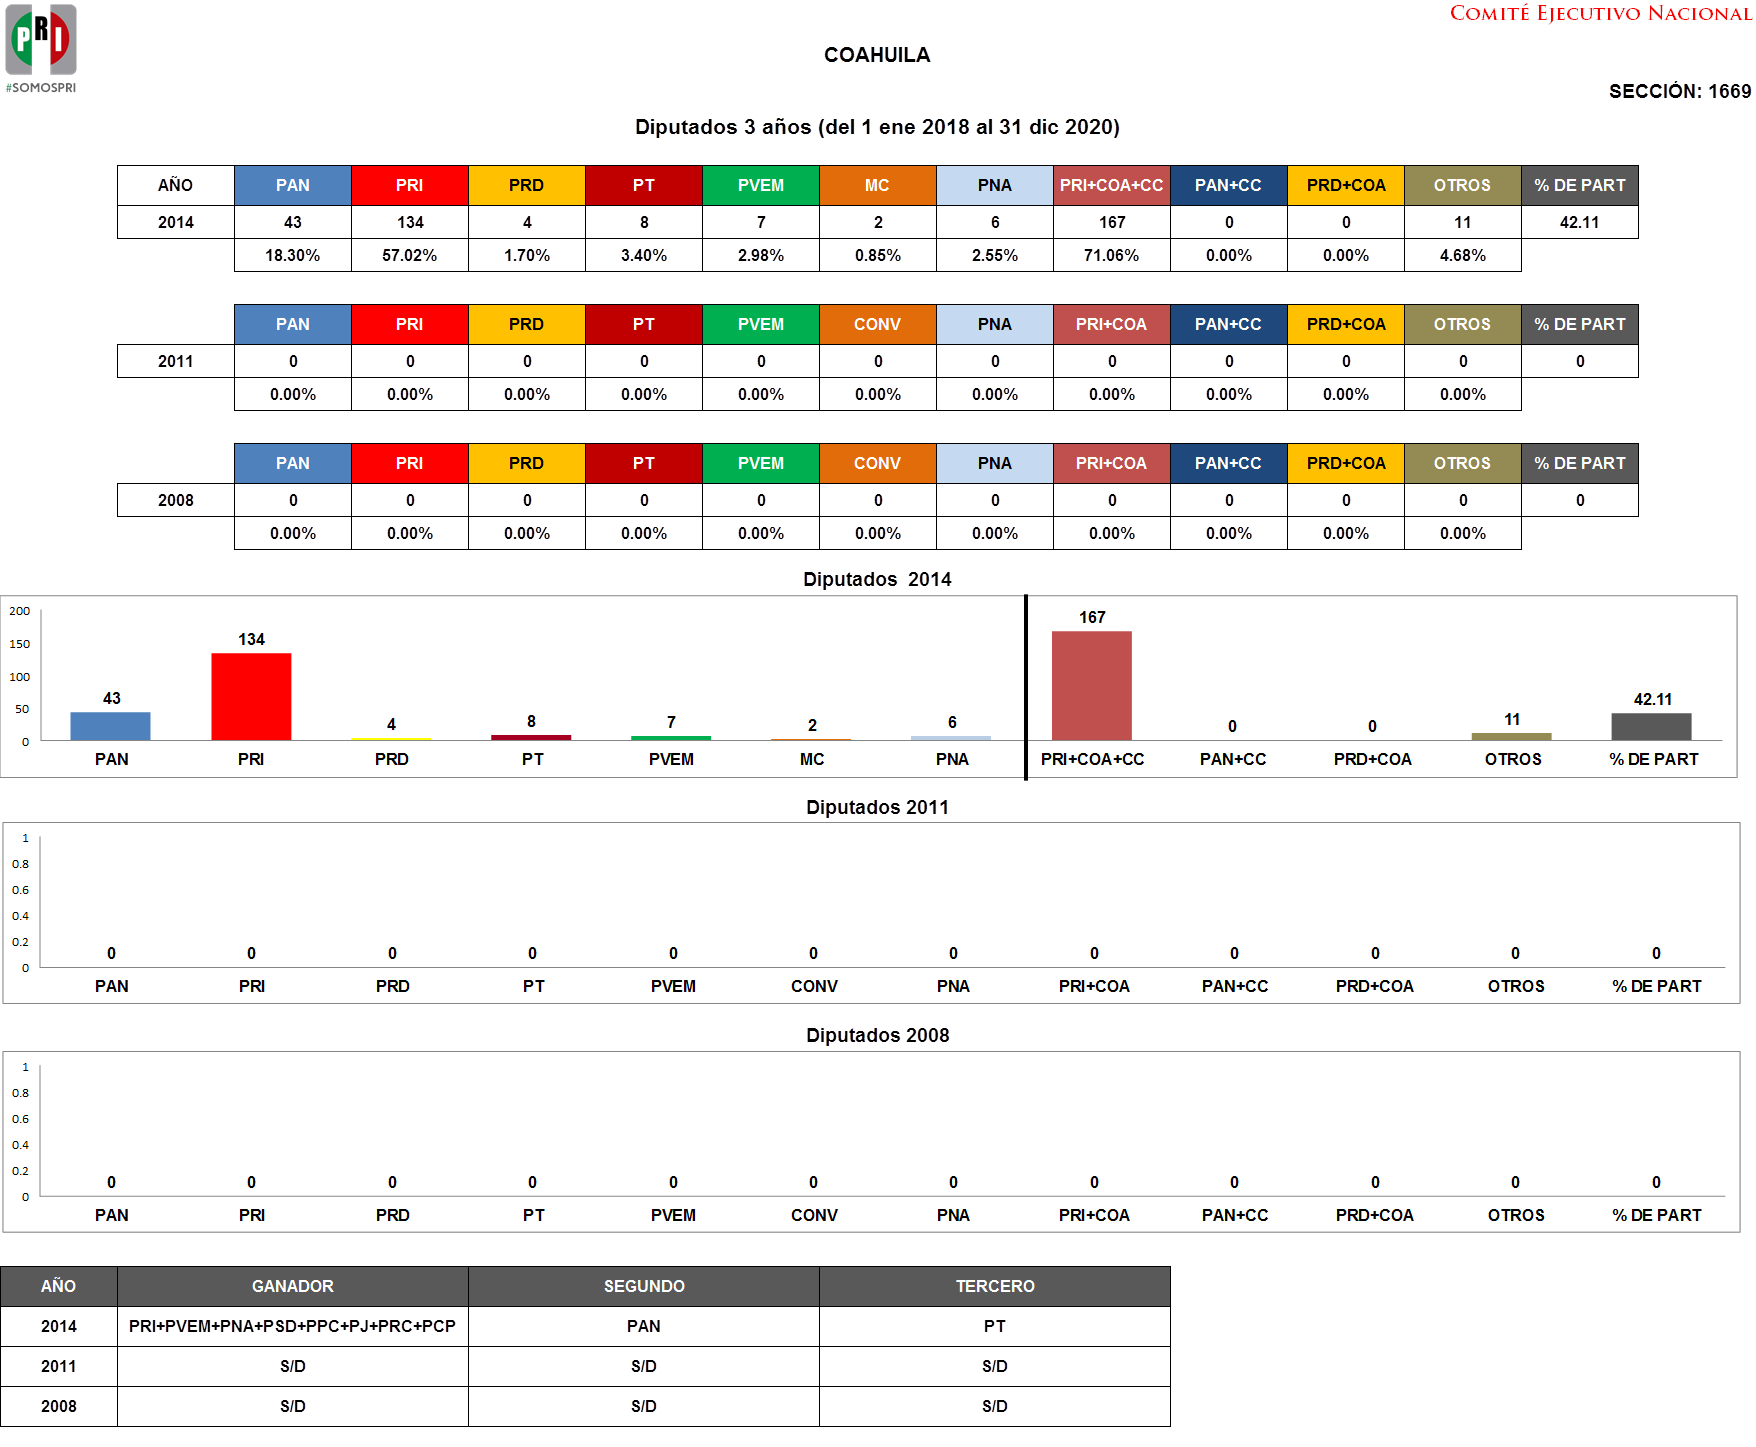 PRI
#SOMOSPRI
COMITÉ EJECUTIVO NACIONAL
COAHUILA
SECCIÓN: 1669
Diputados 3 años (del 1 ene 2018 al 31 dic 2020)
AÑO PAN PRI PRD PT PVEM MC PNA PRI+COA+CC PAN+CC PRD+COA OTROS % DE PART
2014 43 134 4 8 7 2 6 167 0 0 11 42.11
18.30% 57.02% 1.70% 3.40% 2.98% 0.85% 2.55% 71.06% 0.00% 0.00% 4.68%
PAN PRI PRD PT PVEM CONV PNA PRI+COA PAN+CC PRD+COA OTROS % DE PART
2011 0 0 0 0 0 0 0 0 0 0 0 0
0.00% 0.00% 0.00% 0.00% 0.00% 0.00% 0.00% 0.00% 0.00% 0.00% 0.00%
PAN PRI PRD PT PVEM CONV PNA PRI+COA PAN+CC PRD+COA OTROS % DE PART
2008 0 0 0 0 0 0 0 0 0 0 0 0
0.00% 0.00% 0.00% 0.00% 0.00% 0.00% 0.00% 0.00% 0.00% 0.00% 0.00%
Diputados 2014
200
150
100
50
0
43 134 4 8 7 2 6 167 0 0 11 42.11
PAN PRI PRD PT PVEM MC PNA PRI+COA+CC PAN+CC PRD+COA OTROS % DE PART
Diputados 2011
1
0.8
0.6
0.4
0.2
0
0 0 0 0 0 0 0 0 0 0 0 0
PAN PRI PRD PT PVEM CONV PNA PRI+COA PAN+CC PRD+COA OTROS % DE PART
Diputados 2008
1
0.8
0.6
0.4
0.2
0
0 0 0 0 0 0 0 0 0 0 0 0
PAN PRI PRD PT PVEM CONV PNA PRI+COA PAN+CC PRD+COA OTROS % DE PART
AÑO GANADOR SEGUNDO TERCERO
2014 PRI+PVEM+PNA+PSD+PPC+PJ+PRC+PCP PAN PT
2011 S/D S/D S/D
2008 S/D S/D S/D